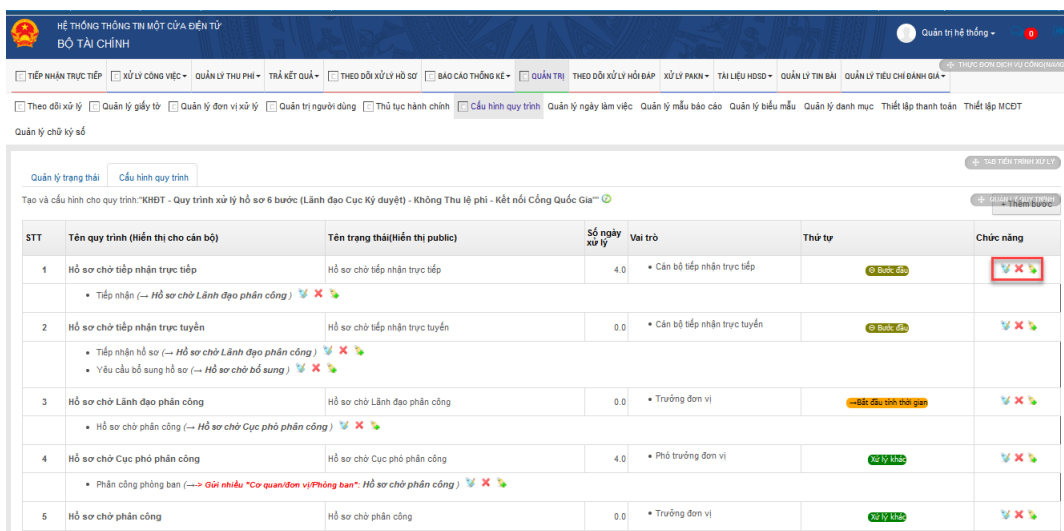 HỆ THỐNG THÔNG TIN MỘT CỬA ĐIỆN TỬ
BỘ TÀI CHÍNH
Quản trị hệ thống
0
THỰC ĐƠN DỊCH VỤ CÔNG(NAVIG
TIẾP NHẬN TRỰC TIẾP XỬ LÝ CÔNG VIỆC QUẢN LÝ THU PHÍ TRẢ KẾT QUẢ THEO DÕI XỬ LÝ HỒ SƠ BÁO CÁO THỐNG KÊ QUẢN TRỊ THEO DÕI XỬ LÝ HỎI ĐÁP XỬ LÝ PAKN TÀI LIỆU HDSD QUẢN LÝ TIN BÀI QUẢN LÝ TIÊU CHÍ ĐÁNH GIÁ
Theo dõi xử lý Quản lý giấy tờ Quản lý đơn vị xử lý Quản trị người dùng Thủ tục hành chính Cấu hình quy trình Quản lý ngày làm việc Quản lý mẫu báo cáo Quản lý biểu mẫu Quản lý danh mục Thiết lập thanh toán Thiết lập MCĐT
Quản lý chữ ký số
TAB TIẾN TRÌNH XỬ LÝ
Quản lý trạng thái Cấu hình quy trình
Tạo và cấu hình cho quy trình:"KHĐT - Quy trình xử lý hồ sơ 6 bước (Lãnh đạo Cục Ký duyệt) - Không Thu lệ phí - Kết nối Cổng Quốc Gia""
QUẢN LÝ QUY TRÌNH
+ Thêm bước
STT Tên quy trình (Hiển thị cho cán bộ) Tên trạng thái(Hiển thị public) Số ngày xử lý Vai trò Thứ tự Chức năng
1 Hồ sơ chờ tiếp nhận trực tiếp Hồ sơ chờ tiếp nhận trực tiếp 4.0 • Cán bộ tiếp nhận trực tiếp Bước đầu
• Tiếp nhận (→ Hồ sơ chờ Lãnh đạo phân công )
2 Hồ sơ chờ tiếp nhận trực tuyến Hồ sơ chờ tiếp nhận trực tuyến 0.0 • Cán bộ tiếp nhận trực tuyến Bước đầu
• Tiếp nhận hồ sơ (→ Hồ sơ chờ Lãnh đạo phân công )
• Yêu cầu bổ sung hồ sơ (→ Hồ sơ chờ bổ sung )
3 Hồ sơ chờ Lãnh đạo phân công Hồ sơ chờ Lãnh đạo phân công 0.0 • Trưởng đơn vị →Bắt đầu tính thời gian
• Hồ sơ chờ phân công (→ Hồ sơ chờ Cục phó phân công )
4 Hồ sơ chờ Cục phó phân công Hồ sơ chờ Cục phó phân công 4.0 • Phó trưởng đơn vị Xử lý khác
• Phân công phòng ban (→> Gửi nhiều "Cơ quan/đơn vị/Phòng ban": Hồ sơ chờ phân công )
5 Hồ sơ chờ phân công Hồ sơ chờ phân công 0.0 • Trưởng đơn vị Xử lý khác